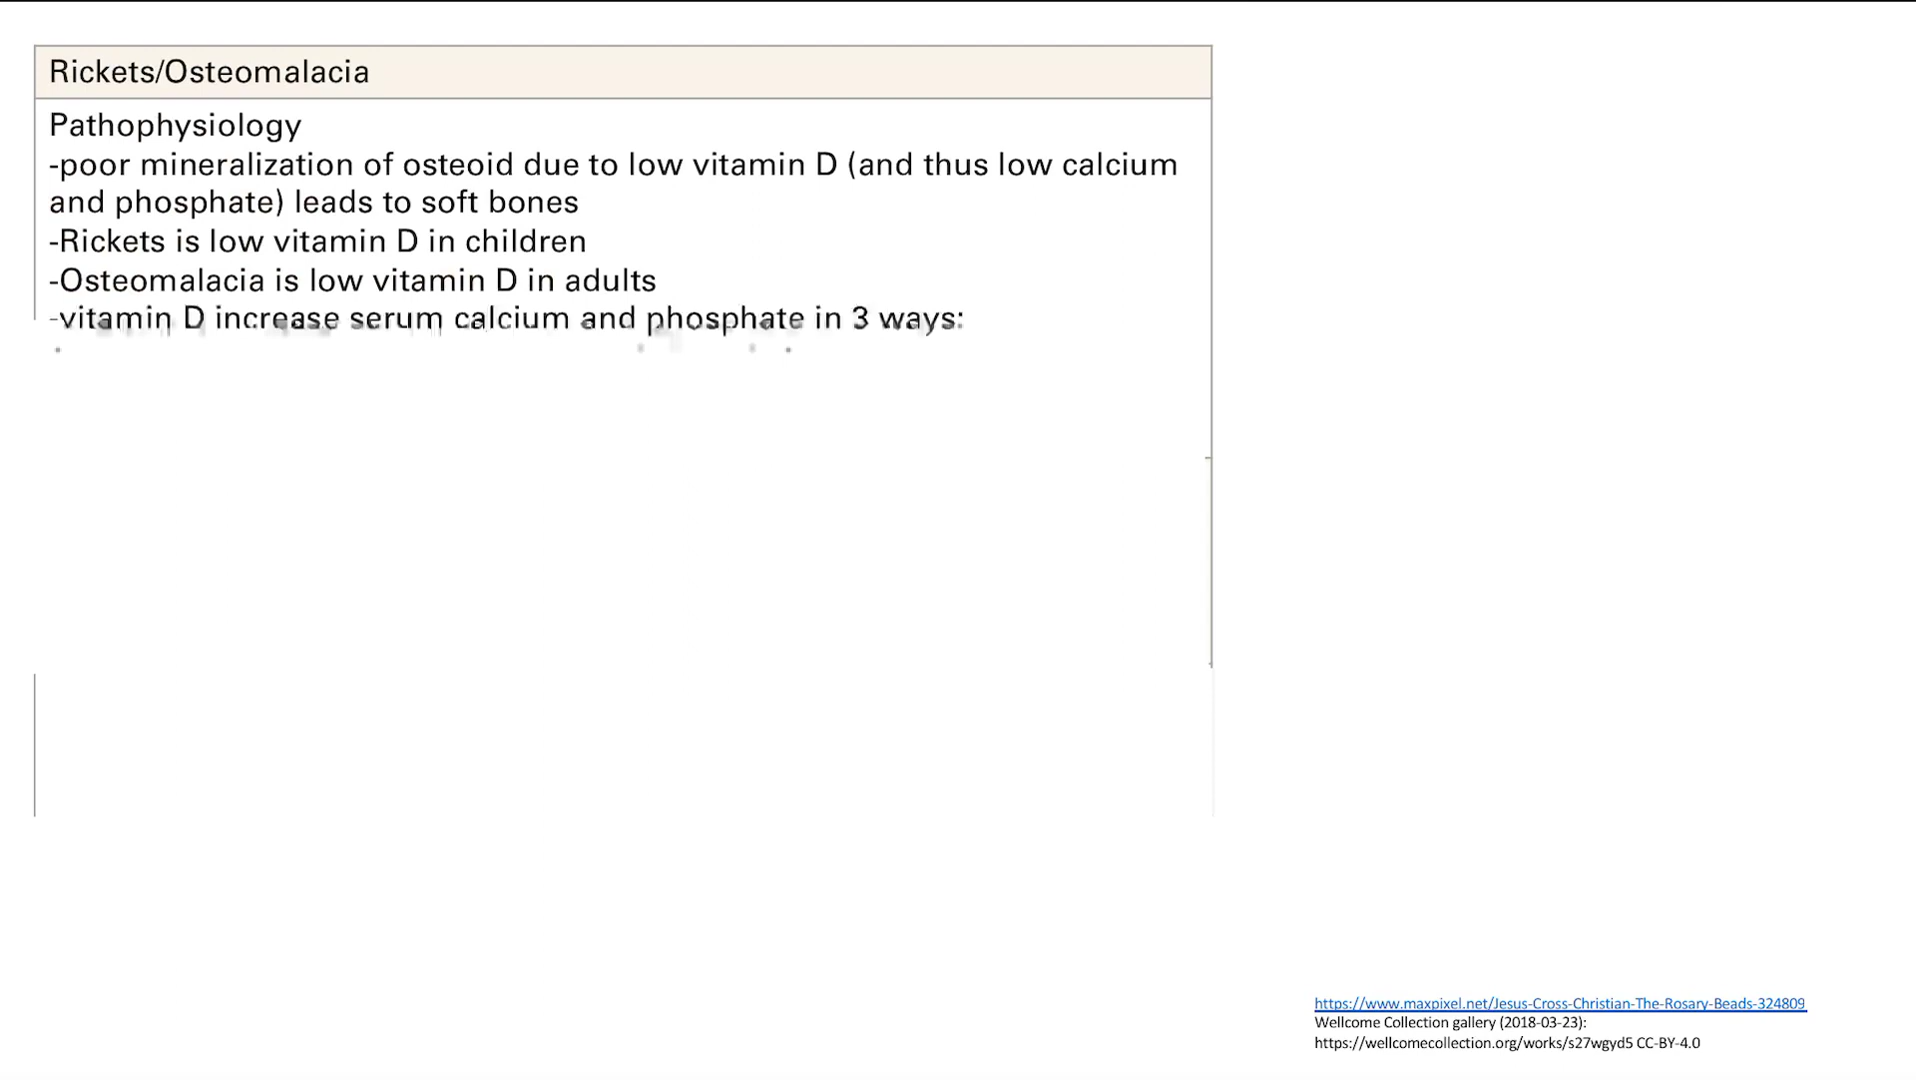 Rickets/Osteomalacia
Pathophysiology
-poor mineralization of osteoid due to low vitamin D (and thus low calcium
and phosphate) leads to soft bones
-Rickets is low vitamin D in children
-Osteomalacia is low vitamin D in adults
-vitamin D increase serum calcium and phosphate in 3 ways:
https://www.maxpixel.net/Jesus-Cross-Christian-The-Rosary-Beads-324809
Wellcome Collection gallery (2018-03-23):
https://wellcomecollection.org/works/s27wgyd5 CC-BY-4.0